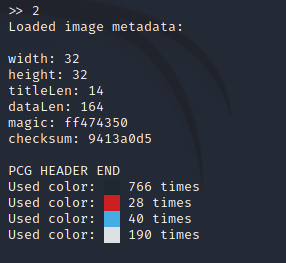 >> 2
Loaded image metadata:
width: 32
height: 32
titleLen: 14
dataLen: 164
magic: ff474350
checksum: 9413a0d5
PCG HEADER END
Used color: 766 times
Used color: 28 times
Used color: 40 times
Used color: 190 times